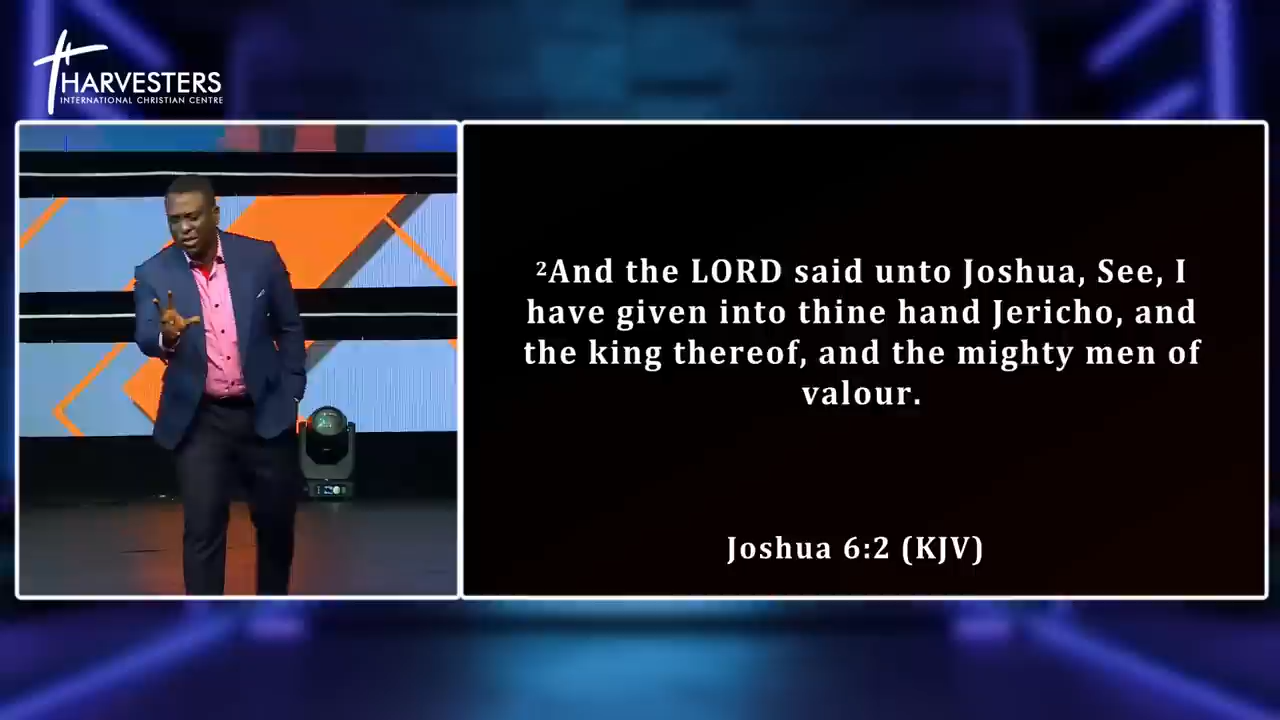 HARVESTERS
INTERNATIONAL CHRISTIAN CENTRE
²And the LORD said unto Joshua, See, I
have given into thine hand Jericho, and
the king thereof, and the mighty men of
valour.
Joshua 6:2 (KJV)